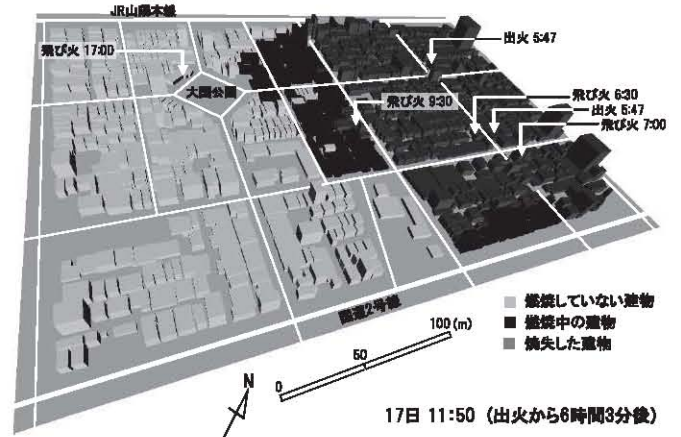 JR山陽本線
出火 5:47
飛び火 17:00
大国公園
飛び火 6:30
飛び火 9:30
出火 5:47
飛び火 7:00
国道2号線
燃焼していない建物
100 (m)
燃焼中の建物
50
焼失した建物
N
0
17日 11:50 (出火から6時間3分後)